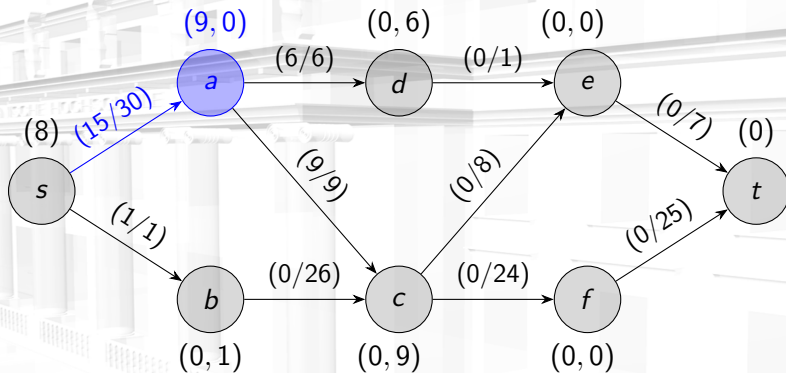 (9, 0) (0, 6) (0, 0)
a (6/6) d (0/1) e
(15/30) (0/7)
(8) (9/9) (0/8) (0)
s t
(1/1) (0/25)
b (0/26) c (0/24) f
(0, 1) (0, 9) (0, 0)